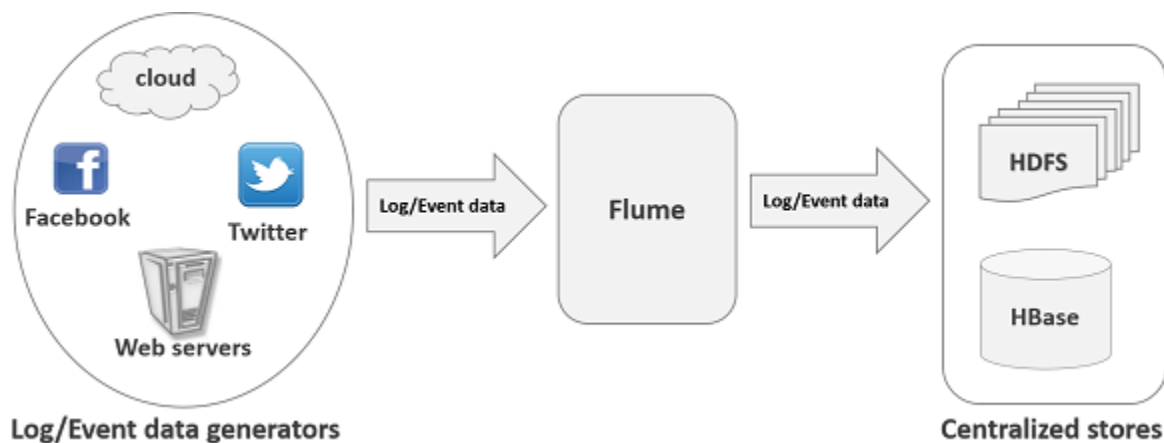 cloud
Facebook
Twitter
Web servers
Log/Event data generators
Log/Event data
Flume
Log/Event data
HDFS
HBase
Centralized stores